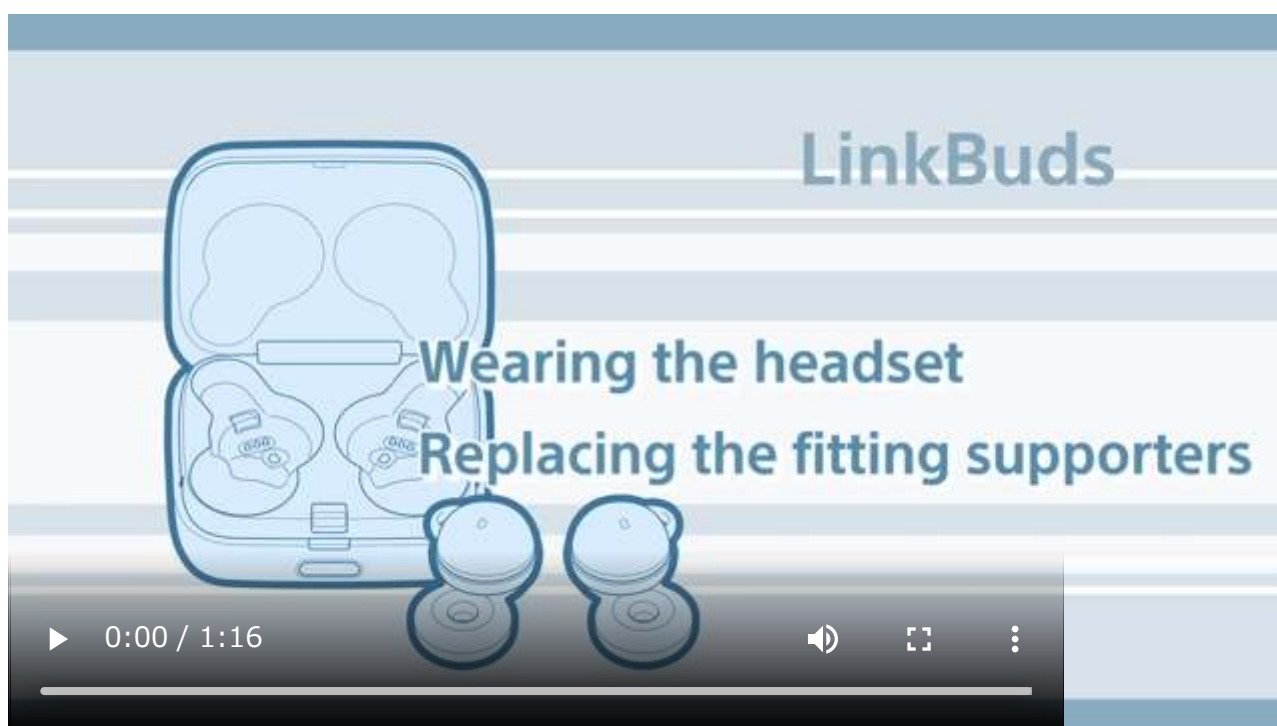 LinkBuds
Wearing the headset
Replacing the fitting supporters
0:00 / 1:16